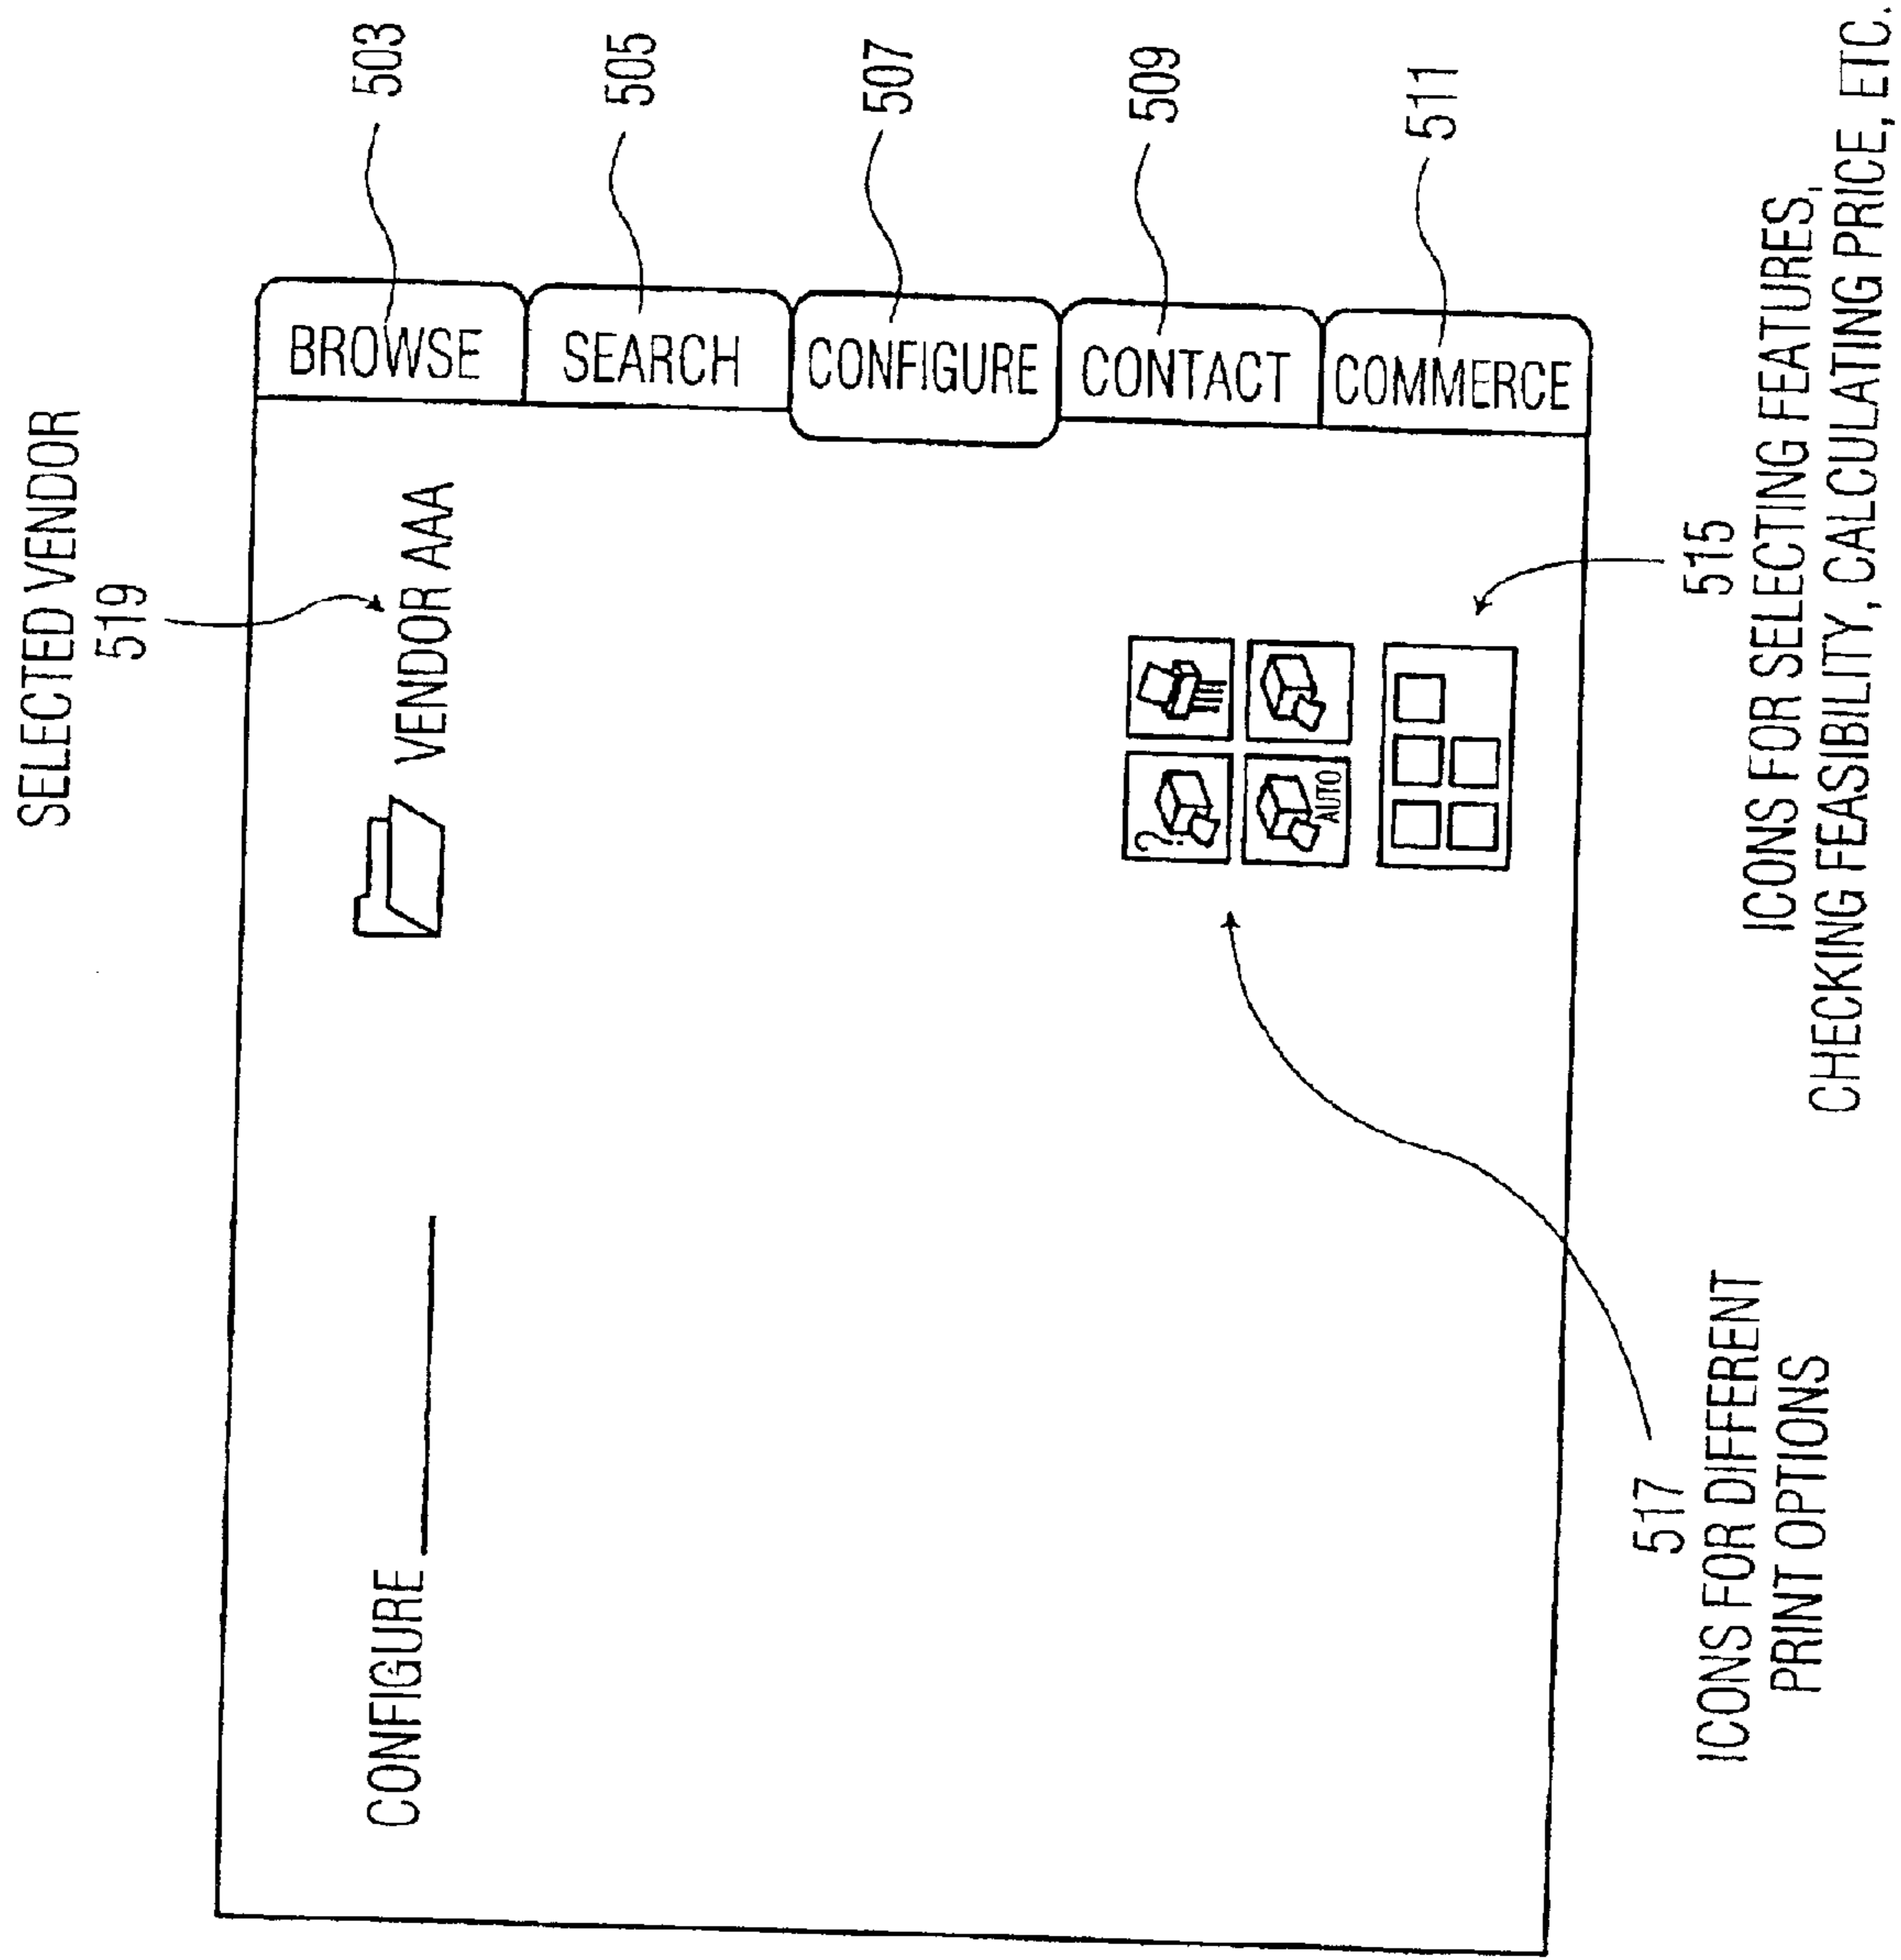 SELECTED VENDOR
519
CONFIGURE
VENDOR AAA
BROWSE
503
SEARCH
505
CONFIGURE
507
CONTACT
509
COMMERCE
511
?
AUTO
517
ICONS FOR DIFFERENT
PRINT OPTIONS
515
ICONS FOR SELECTING FEATURES,
CHECKING FEASIBILITY, CALCULATING PRICE, ETC.